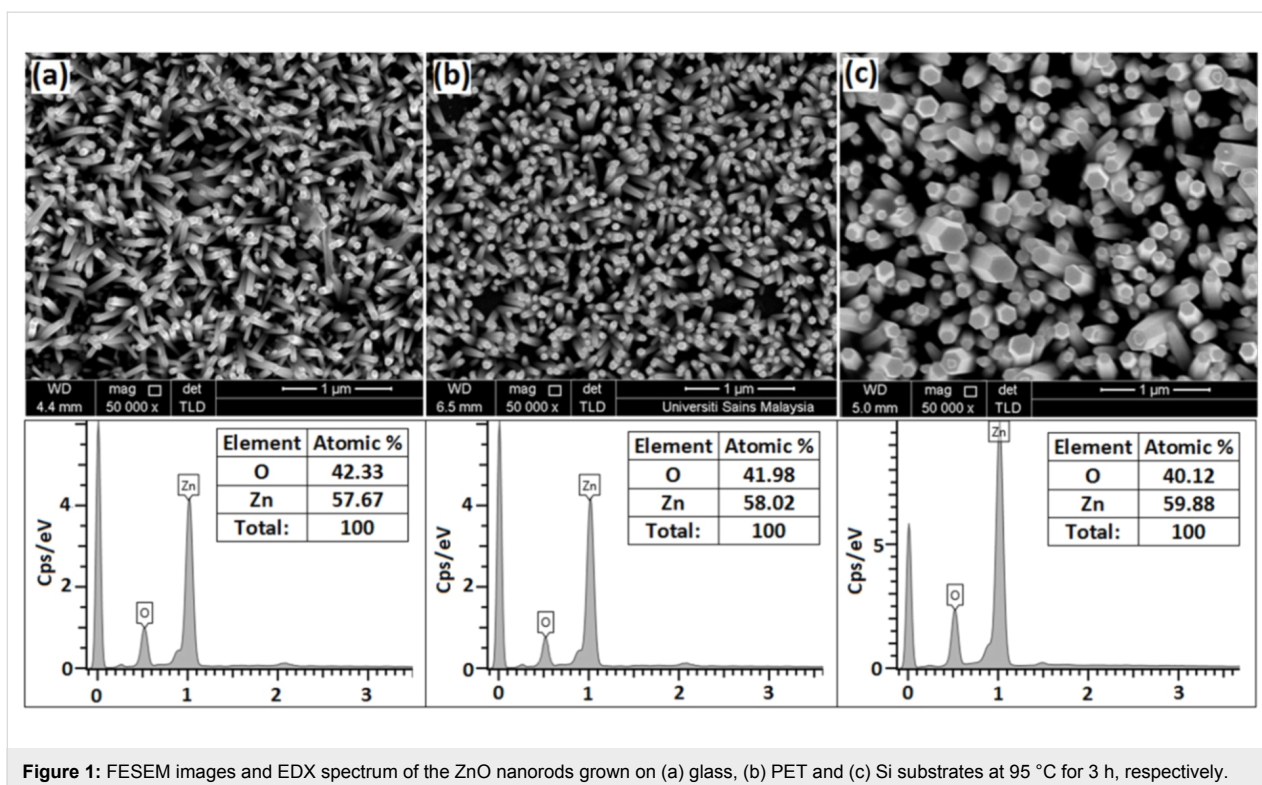 (a) (b) (c)
WD mag det 1 µm
4.4 mm 50 000 x TLD
WD mag det 1 µm
6.5 mm 50 000 x TLD Universiti Sains Malaysia
WD mag det 1 µm
5.0 mm 50 000 x TLD
Element Atomic %
O 42.33
Zn 57.67
Total: 100
Zn
O
Cps/eV
4
2
0
0 1 2 3
Element Atomic %
O 41.98
Zn 58.02
Total: 100
Zn
O
Cps/eV
4
2
0
0 1 2 3
Element Atomic %
O 40.12
Zn 59.88
Total: 100
Zn
O
Cps/eV
5
0
0 1 2 3
Figure 1: FESEM images and EDX spectrum of the ZnO nanorods grown on (a) glass, (b) PET and (c) Si substrates at 95 °C for 3 h, respectively.